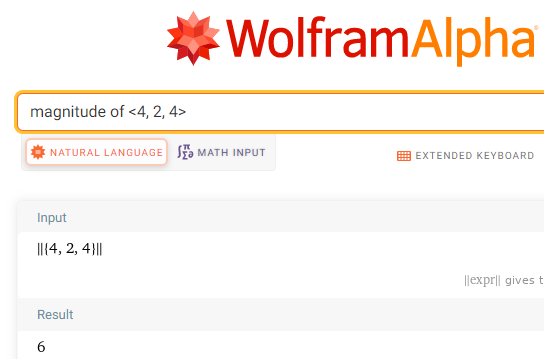 WolframAlpha
magnitude of <4, 2, 4>
NATURAL LANGUAGE
∫π Σ∂ MATH INPUT
EXTENDED KEYBOARD
Input
||{4, 2, 4}||
||expr|| gives
Result
6